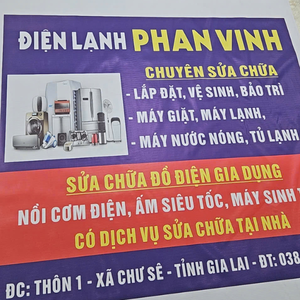 ĐIỆN LẠNH PHAN VINH
CHUYÊN SỬA CHỮA
- LẮP ĐẶT, VỆ SINH, BẢO TRÌ
- MÁY GIẶT, MÁY LẠNH,
- MÁY NƯỚC NÓNG, TỦ LẠNH
SỬA CHỮA ĐỒ ĐIỆN GIA DỤNG
NỒI CƠM ĐIỆN, ẤM SIÊU TỐC, MÁY SINH
CÓ DỊCH VỤ SỬA CHỮA TẠI NHÀ
ĐC: THÔN 1 - XÃ CHƯ SÊ - TỈNH GIA LAI - ĐT: 038